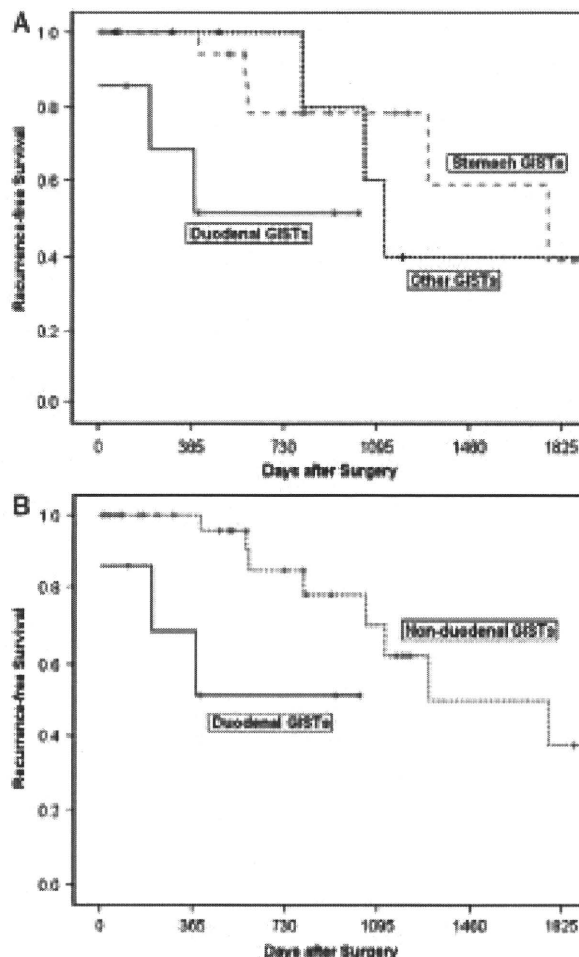 A
1.0
0.8
0.6
0.4
0.2
0.0
Recurrence-free Survival
Stomach GISTs
Duodenal GISTs
Other GISTs
0 365 730 1095 1460 1825
Days after Surgery
B
1.0
0.8
0.6
0.4
0.2
0.0
Recurrence-free Survival
Non-duodenal GISTs
Duodenal GISTs
0 365 730 1095 1460 1825
Days after Surgery